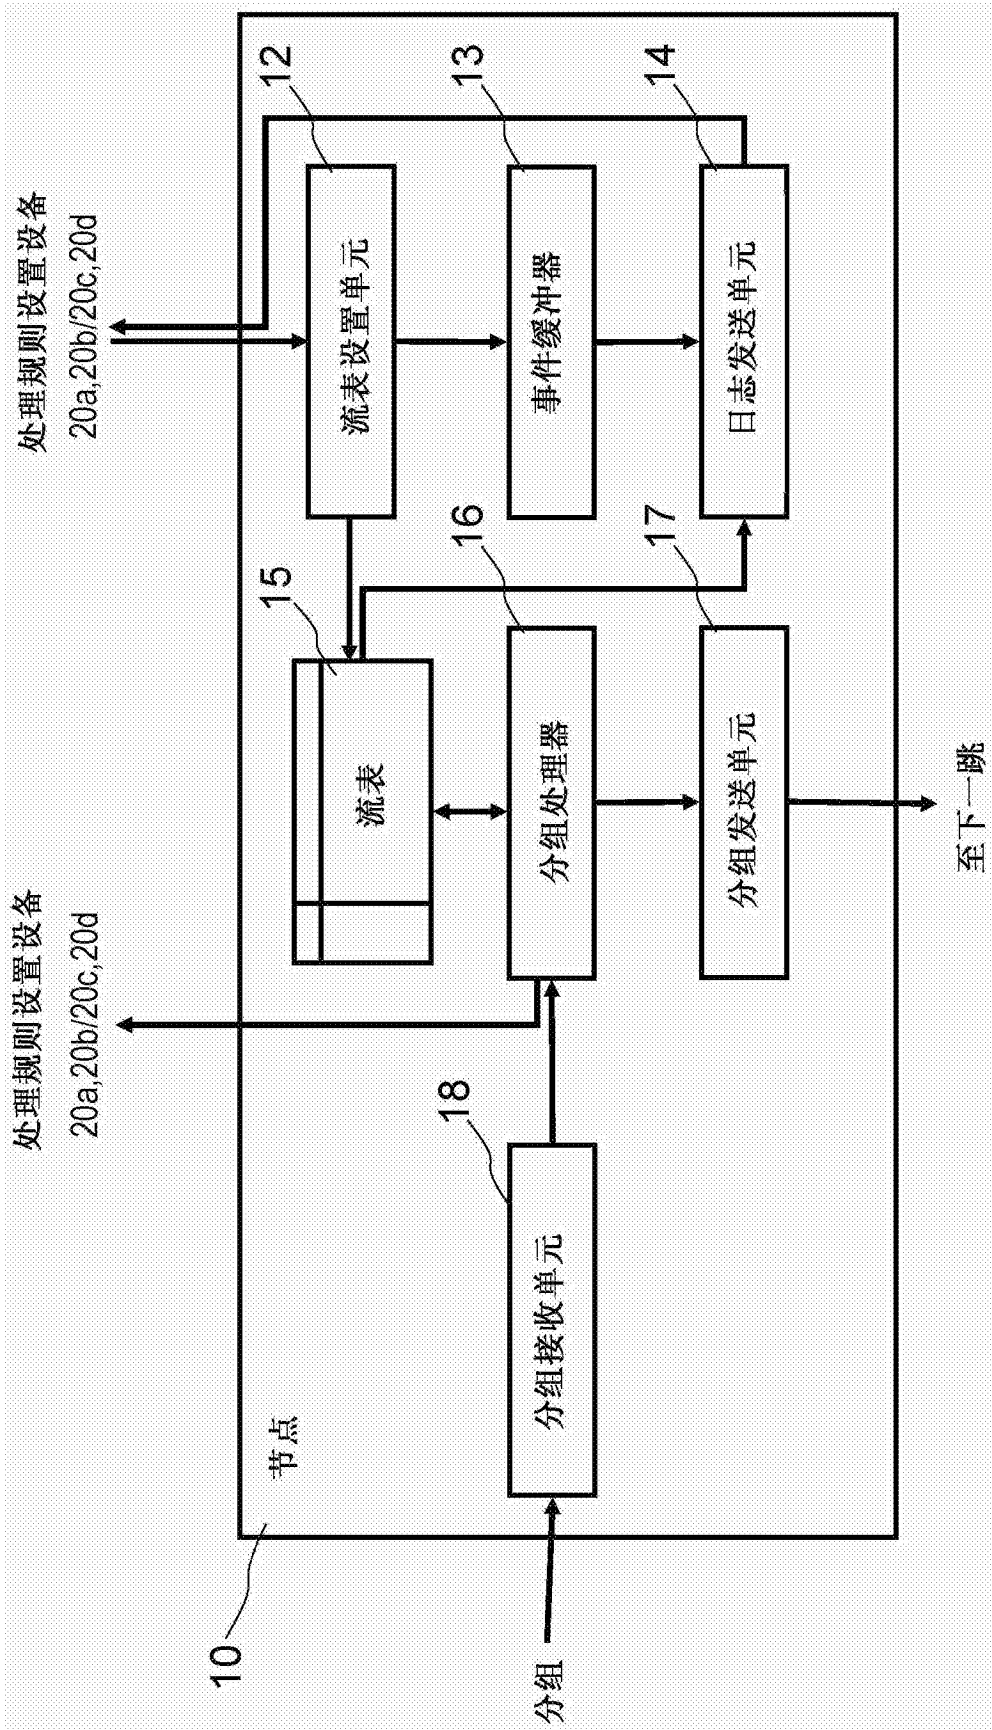 处理规则设置设备
20a,20b/20c,20d
处理规则设置设备
20a,20b/20c,20d
10
节点
15
流表
12
流表设置单元
18
分组接收单元
16
分组处理器
13
事件缓冲器
17
分组发送单元
14
日志发送单元
分组
至下一跳